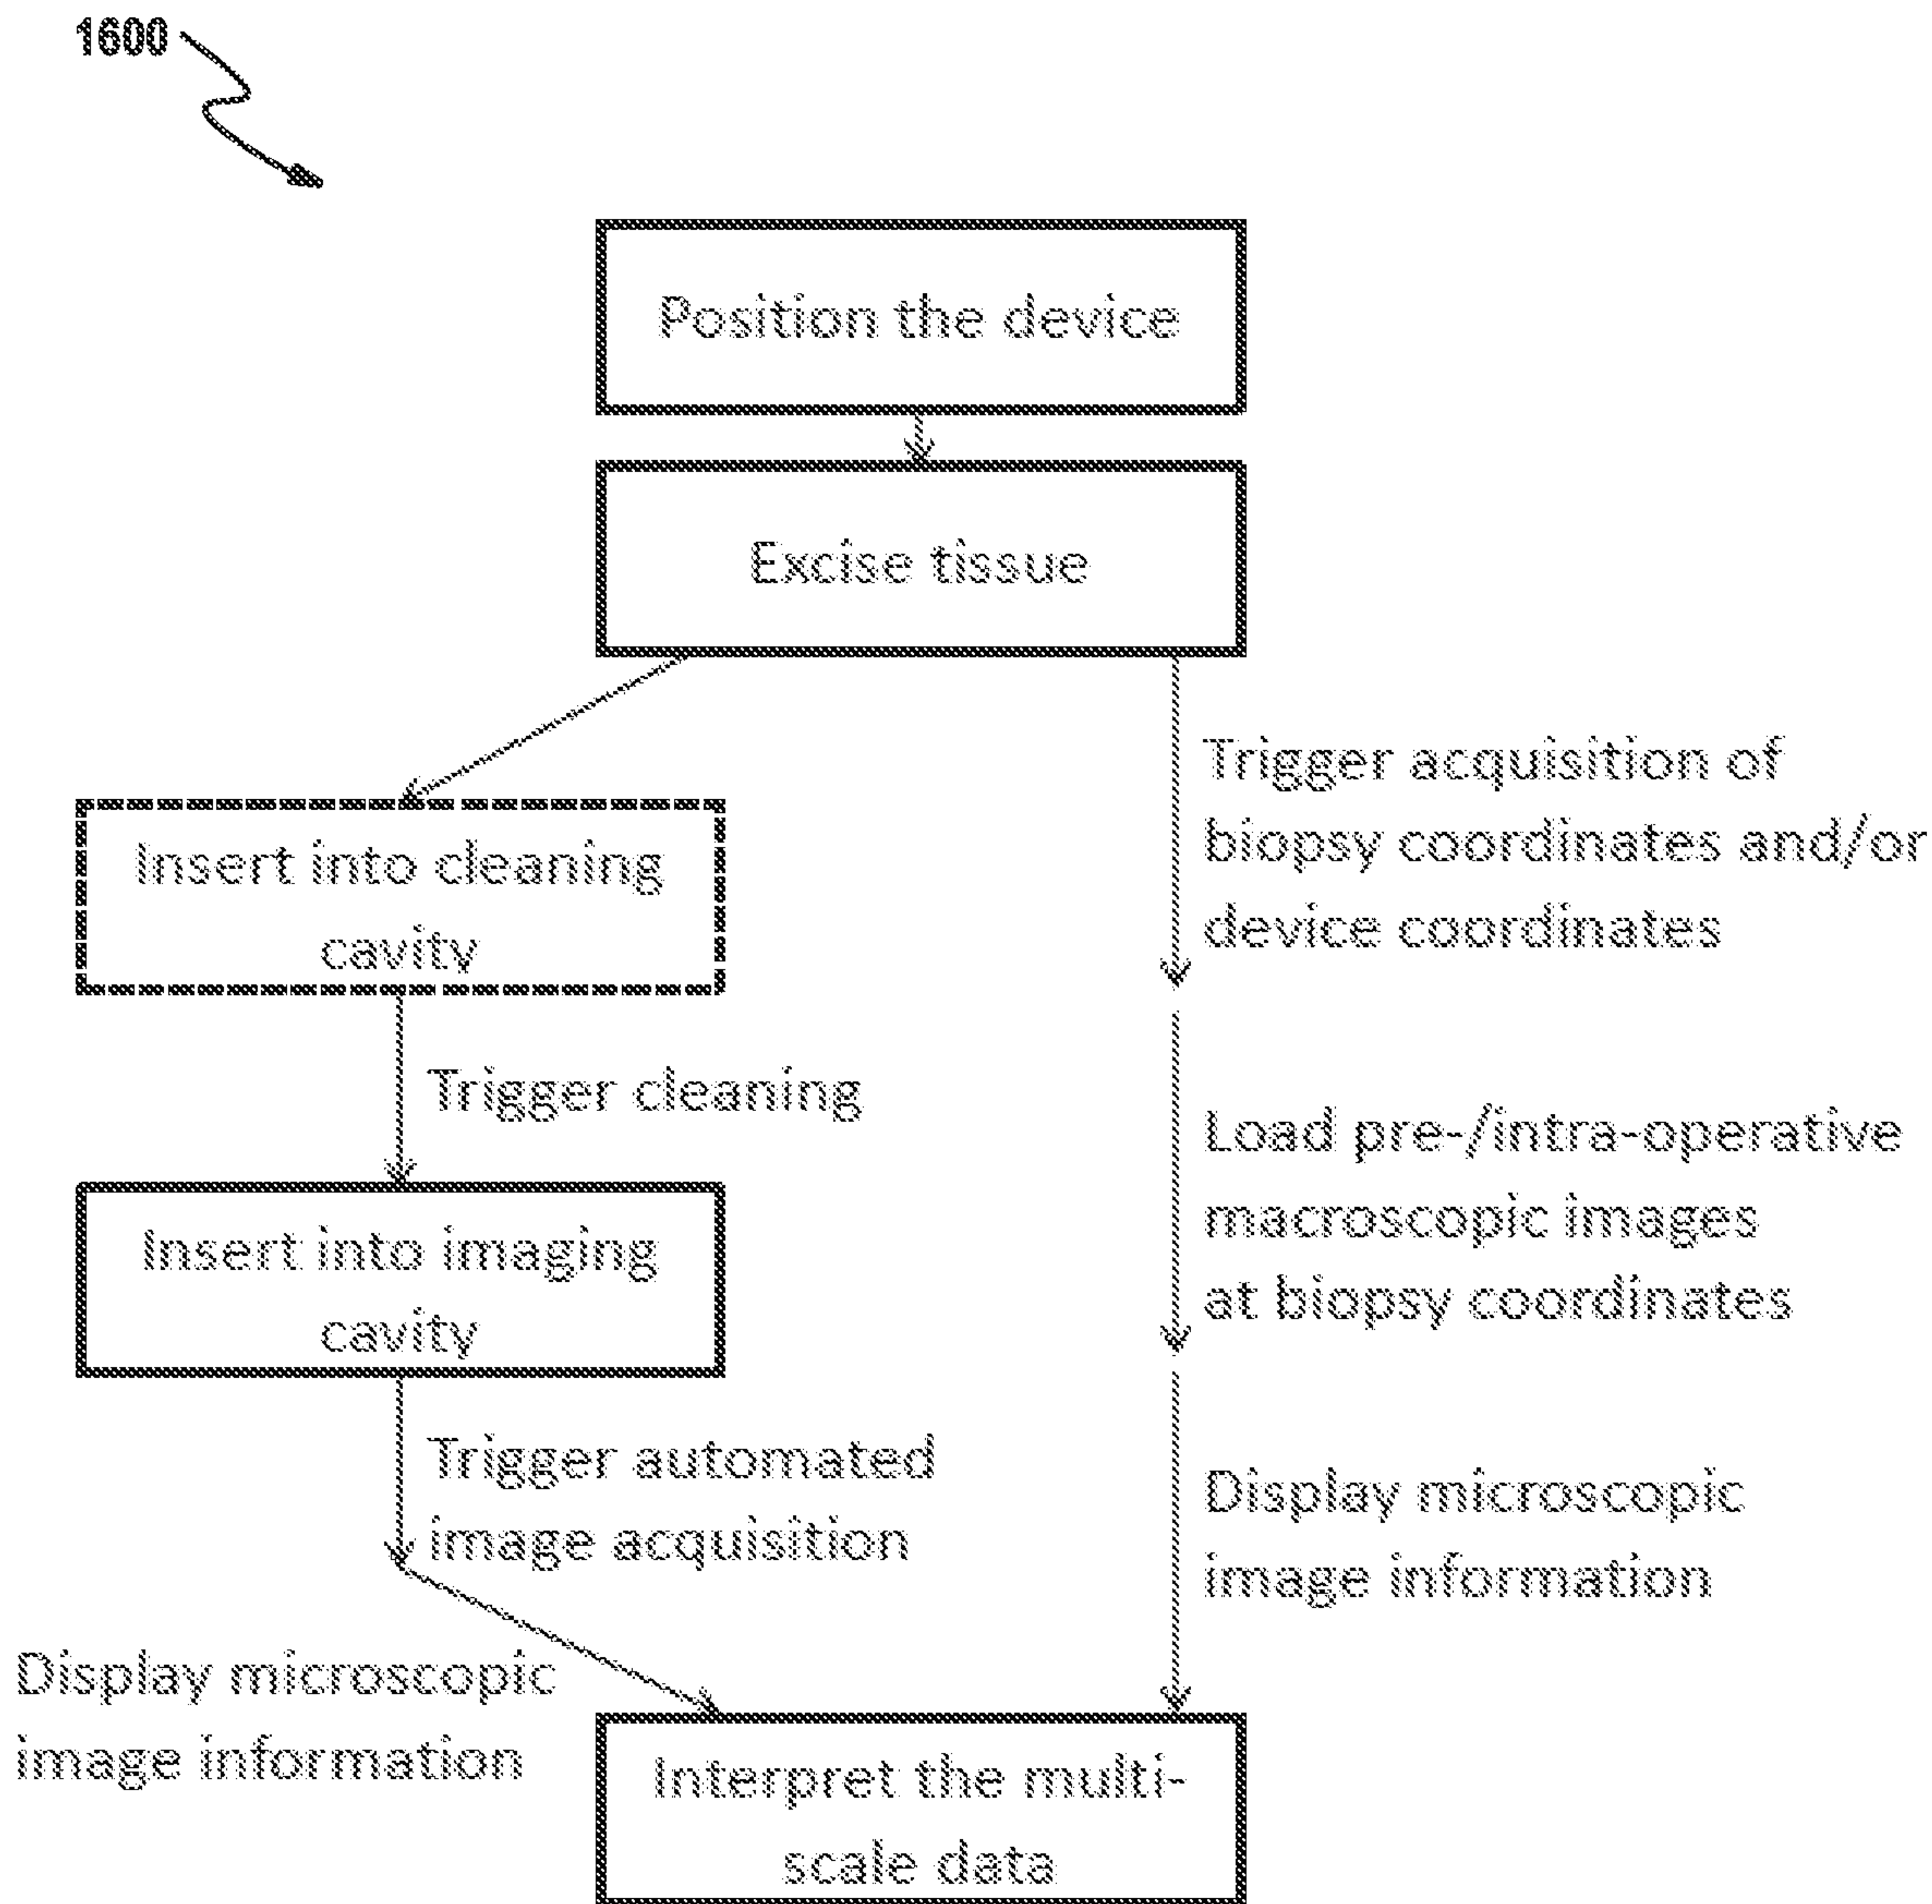 1600
Position the device
Excise tissue
Insert into cleaning
cavity
Trigger cleaning
Insert into imaging
cavity
Trigger automated
image acquisition
Display microscopic
image information
Trigger acquisition of
biopsy coordinates and/or
device coordinates
Load pre-/intra-operative
macroscopic images
at biopsy coordinates
Display microscopic
image information
Interpret the multi-
scale data